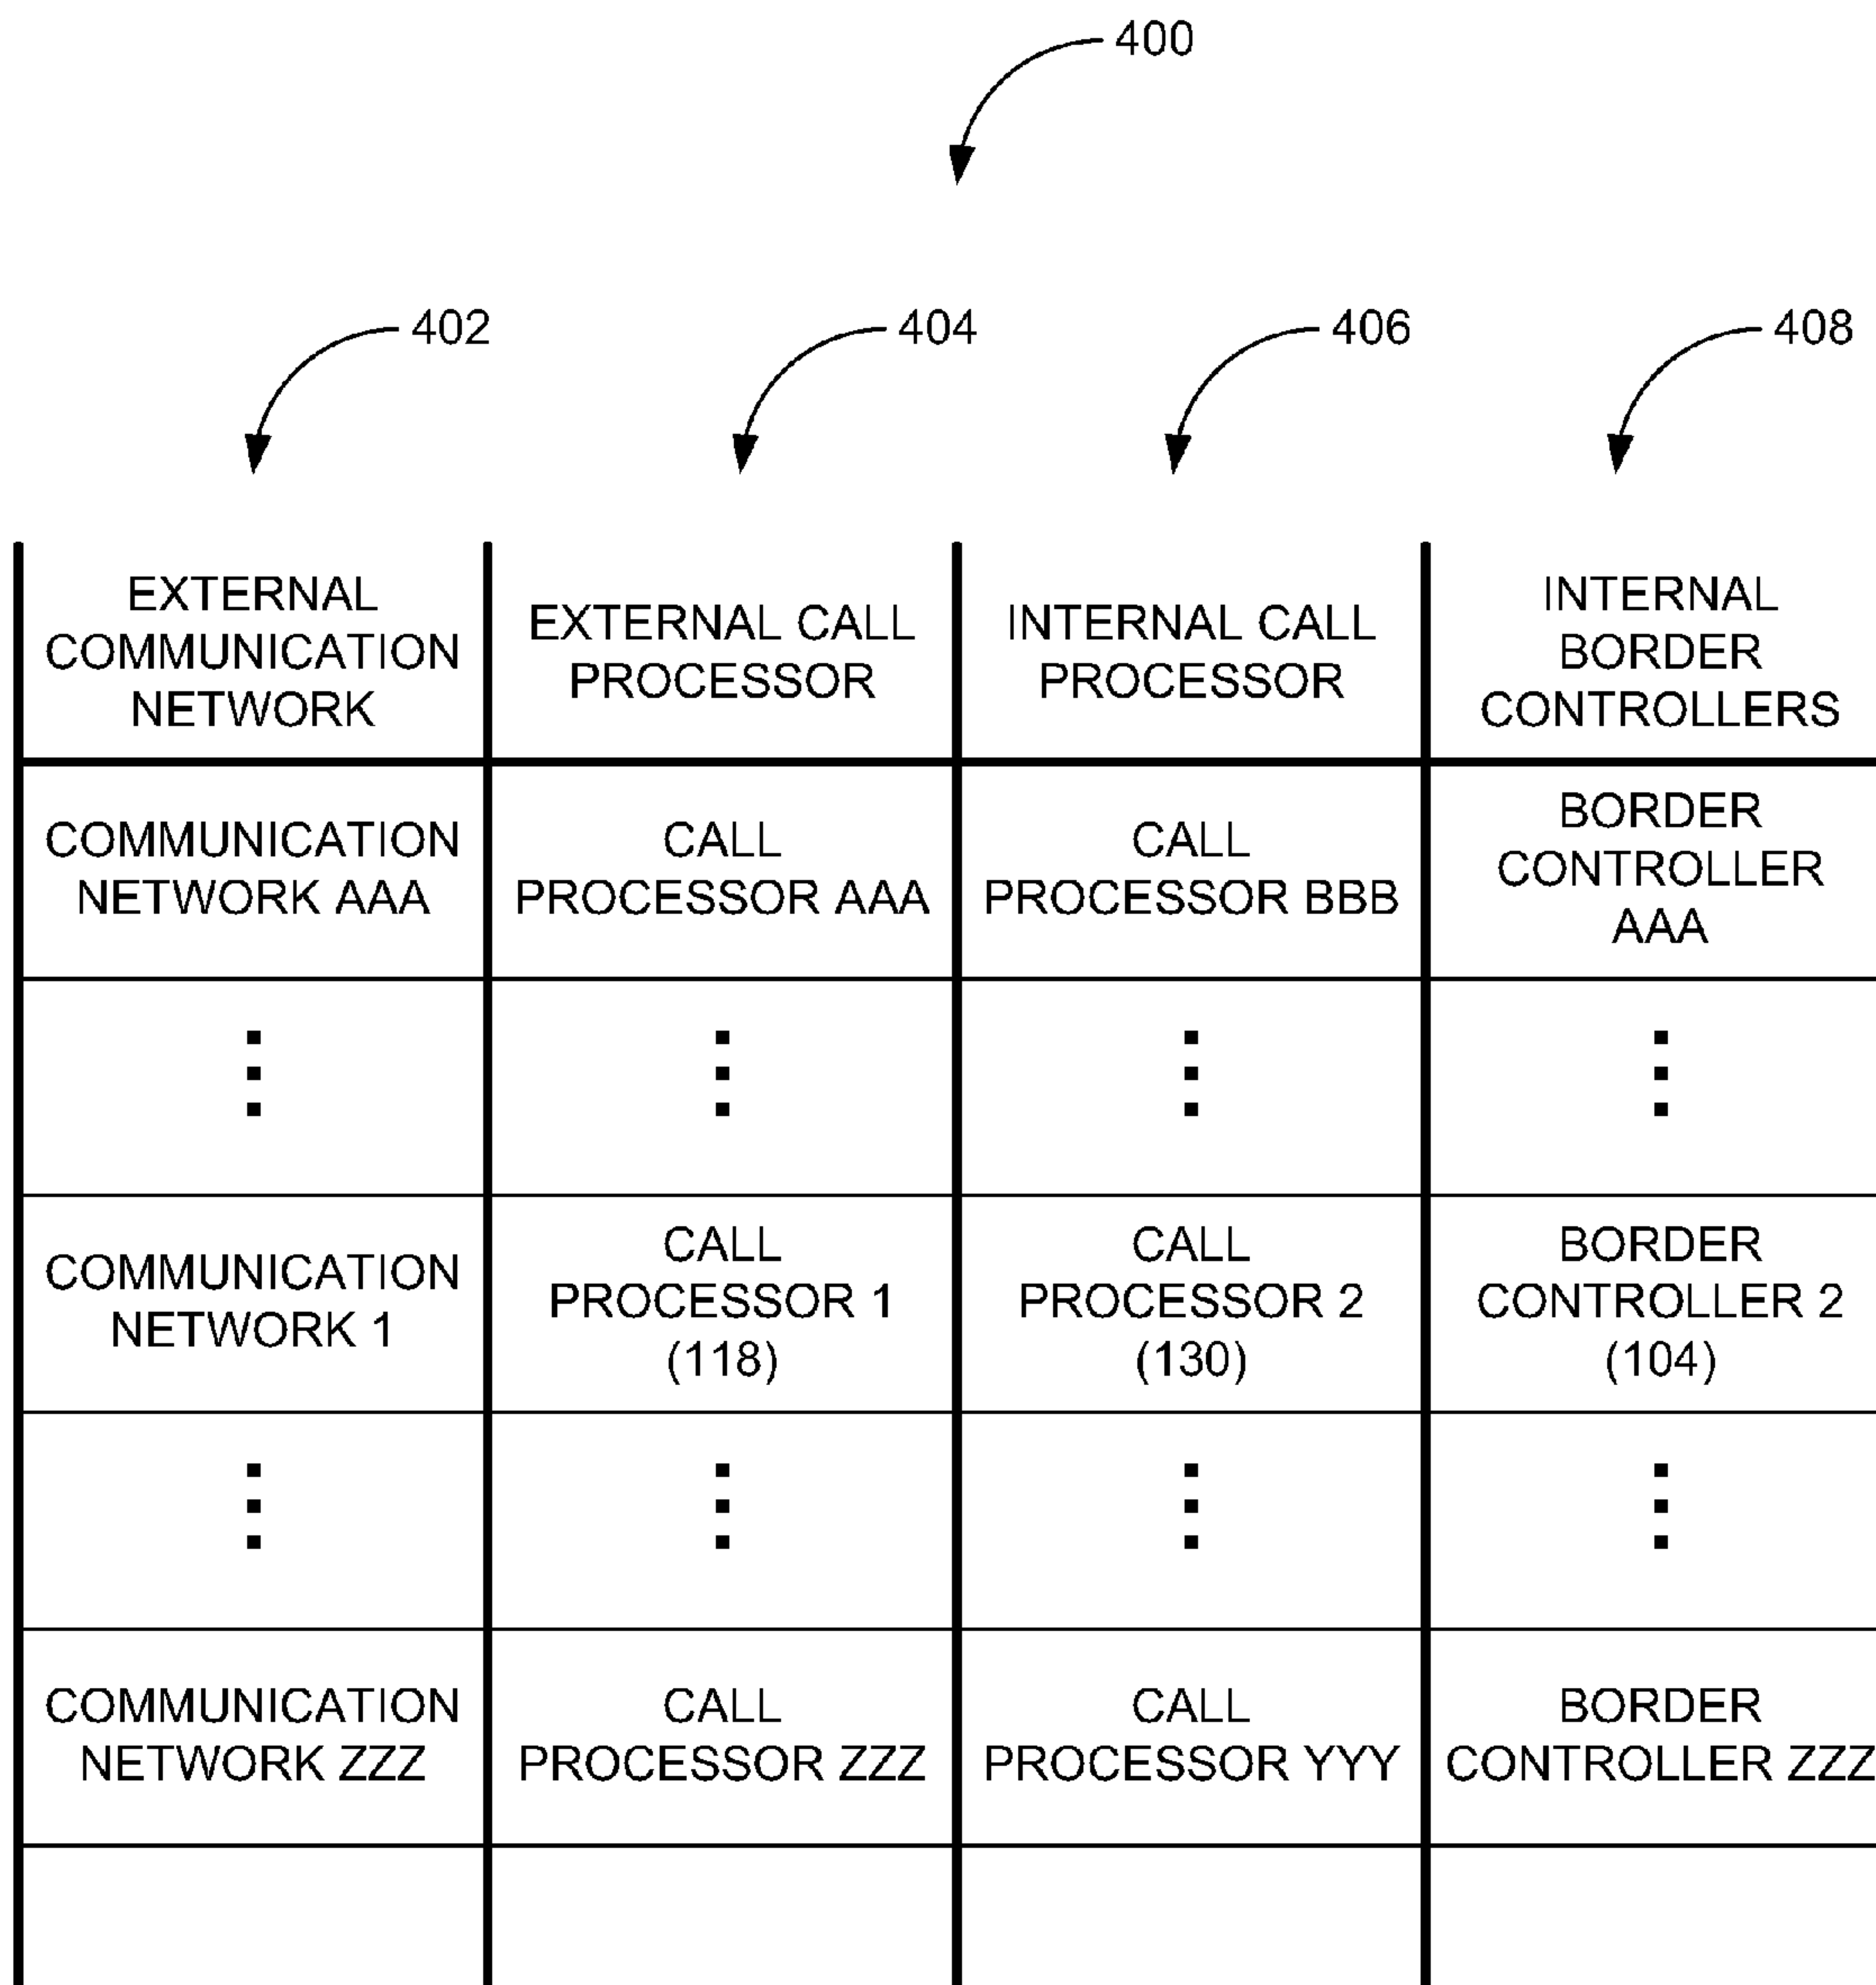 400
402
404
406
408
EXTERNAL
COMMUNICATION
NETWORK
EXTERNAL CALL
PROCESSOR
INTERNAL CALL
PROCESSOR
INTERNAL
BORDER
CONTROLLERS
COMMUNICATION
NETWORK AAA
CALL
PROCESSOR AAA
CALL
PROCESSOR BBB
BORDER
CONTROLLER
AAA
COMMUNICATION
NETWORK 1
CALL
PROCESSOR 1
(118)
CALL
PROCESSOR 2
(130)
BORDER
CONTROLLER 2
(104)
COMMUNICATION
NETWORK ZZZ
CALL
PROCESSOR ZZZ
CALL
PROCESSOR YYY
BORDER
CONTROLLER ZZZ